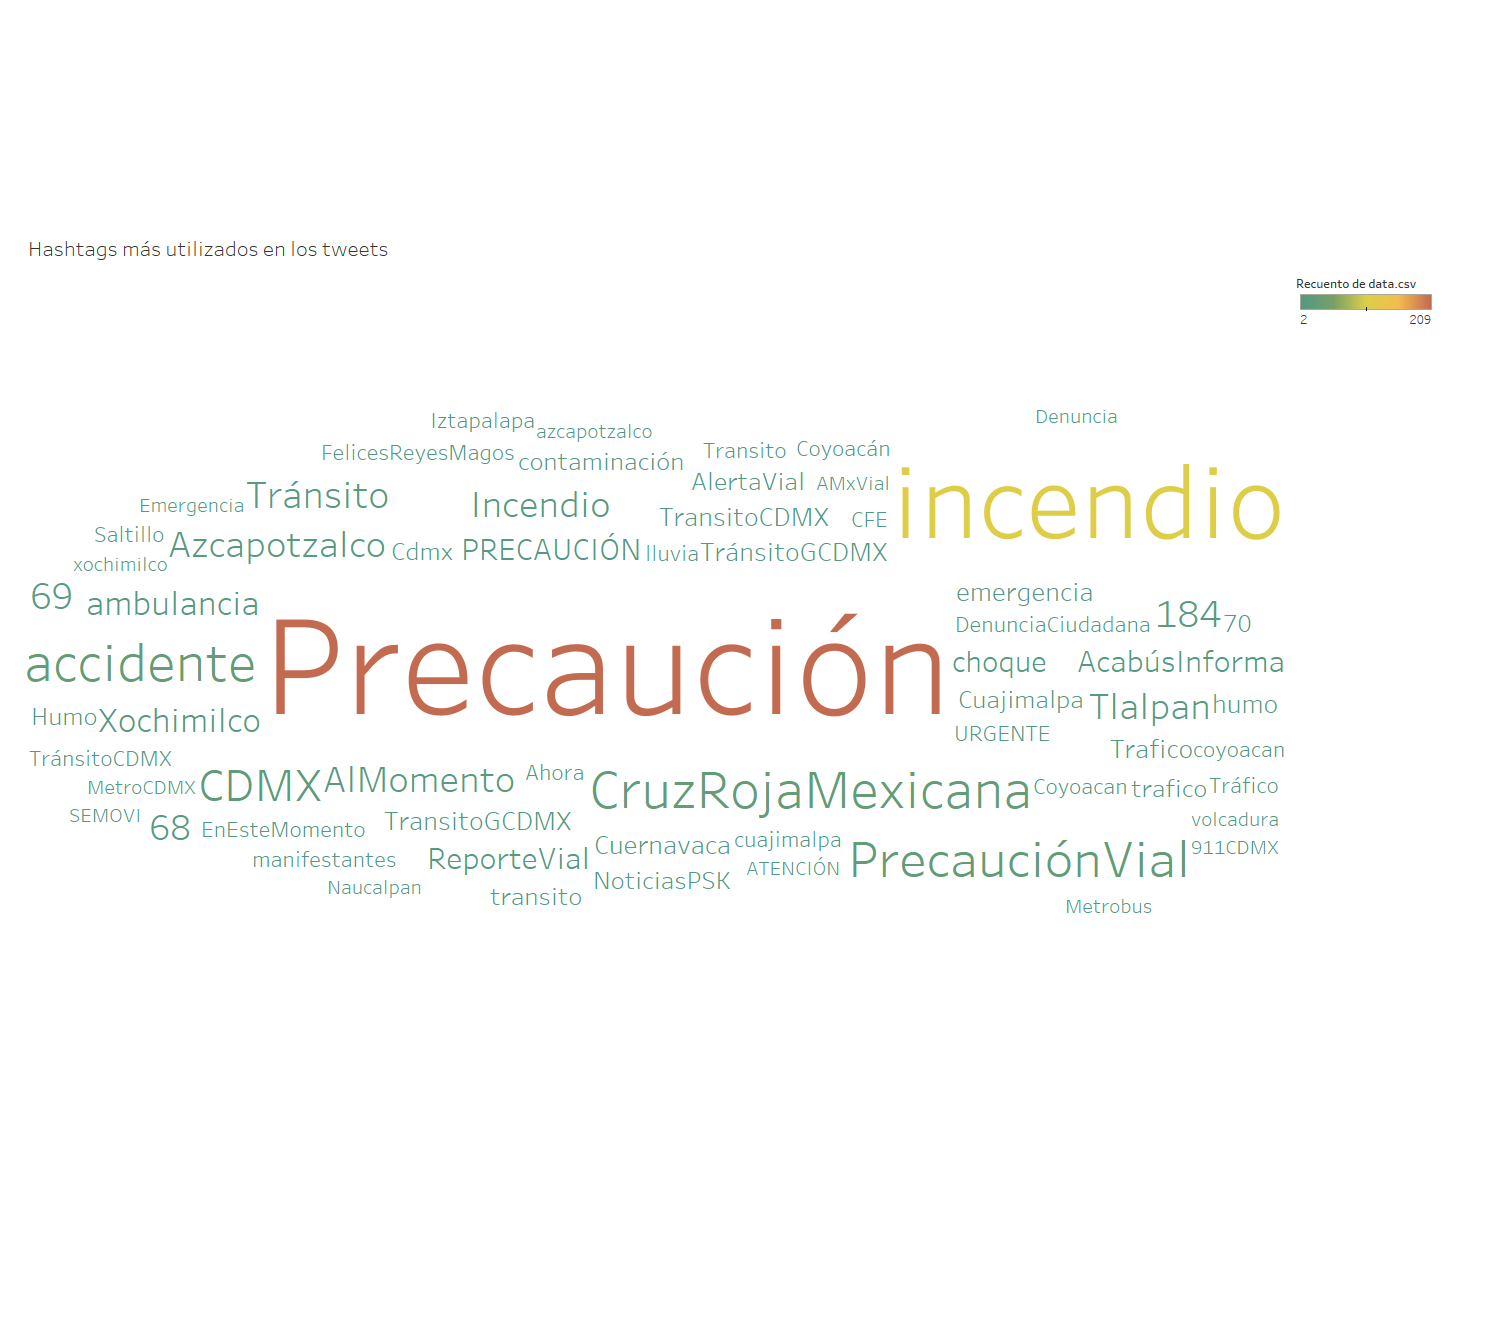 Hashtags más utilizados en los tweets
Recuento de data.csv
2 209
Denuncia
Iztapalapa
azcapotzalco
FelicesReyesMagos
contaminación
Transito
Coyoacán
AlertaVial
AMxVial
incendio
Emergencia
Tránsito
Incendio
TransitoCDMX
CFE
Saltillo
Azcapotzalco
Cdmx
PRECAUCIÓN
lluvia
TránsitoGCDMX
xochimilco
69
ambulancia
emergencia
184
70
DenunciaCiudadana
accidente
Precaución
choque
AcabúsInforma
Humo
Xochimilco
Cuajimalpa
Tlalpan
humo
URGENTE
TránsitoCDMX
Trafico
coyoacan
MetroCDMX
CDMX
AlMomento
Ahora
CruzRojaMexicana
Coyoacan
trafico
Tráfico
SEMOVI
68
EnEsteMomento
TransitoGCDMX
volcadura
manifestantes
ReporteVial
Cuernavaca
cuajimalpa
PrecauciónVial
911CDMX
Naucalpan
transito
NoticiasPSK
ATENCIÓN
Metrobus